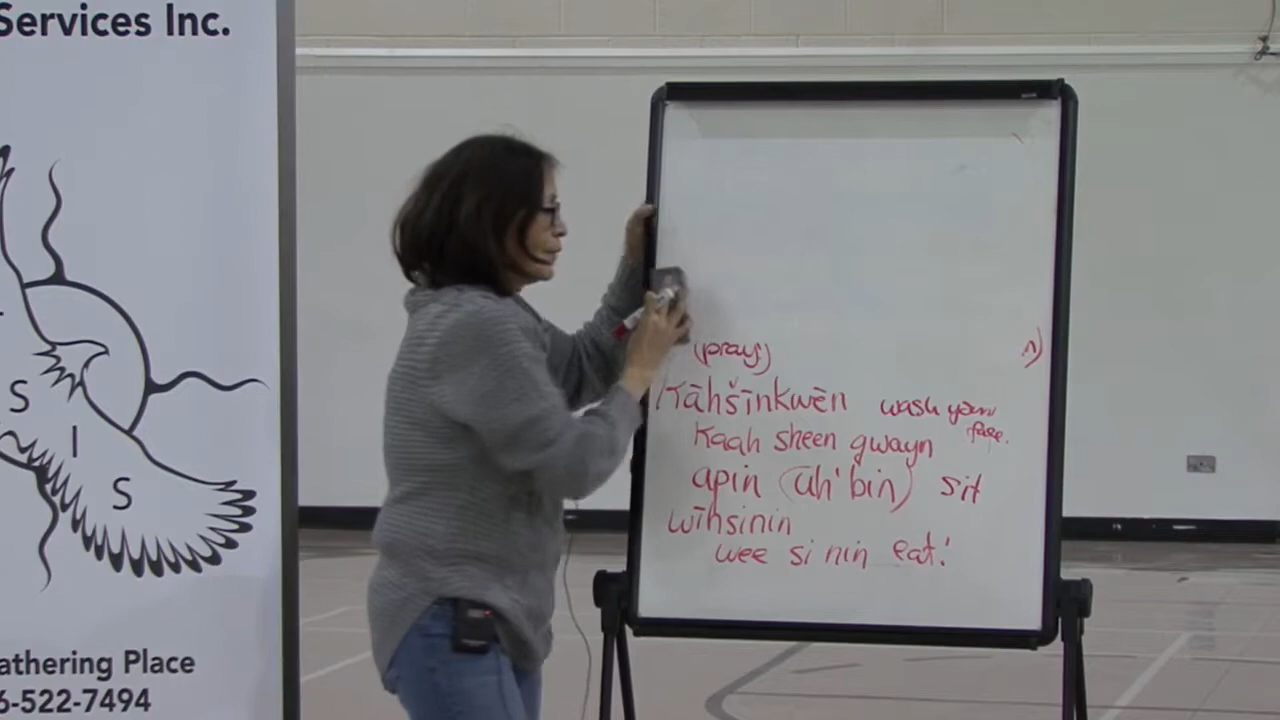 Services Inc.
S
I
S
athering Place
6-522-7494
(pray)
Kāhšīnkwēn wash your face.
Kaah sheen gwayn
apin (ah'bin) sit
wīhsinin
wee si nin eat!